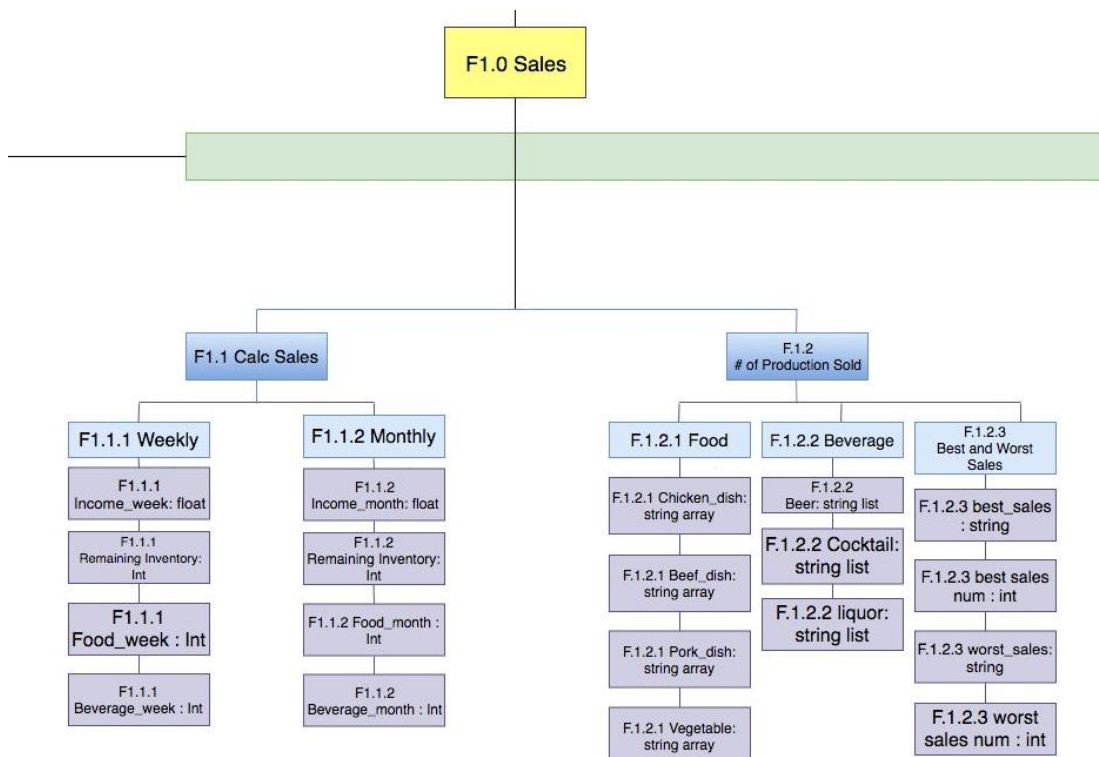 F1.0 Sales
F1.1 Calc Sales
F.1.2
# of Production Sold
F1.1.1 Weekly
F1.1.1
Income_week: float
F1.1.1
Remaining Inventory:
Int
F1.1.1
Food_week : Int
F1.1.1
Beverage_week : Int
F1.1.2 Monthly
F1.1.2
Income_month: float
F1.1.2
Remaining Inventory:
Int
F1.1.2 Food_month :
Int
F1.1.2
Beverage_month : Int
F.1.2.1 Food
F.1.2.1 Chicken_dish:
string array
F.1.2.1 Beef_dish:
string array
F.1.2.1 Pork_dish:
string array
F.1.2.1 Vegetable:
string array
F.1.2.2 Beverage
F.1.2.2
Beer: string list
F.1.2.2 Cocktail:
string list
F.1.2.2 liquor:
string list
F.1.2.3
Best and Worst
Sales
F.1.2.3 best_sales
: string
F.1.2.3 best sales
num : int
F.1.2.3 worst_sales:
string
F.1.2.3 worst
sales num : int